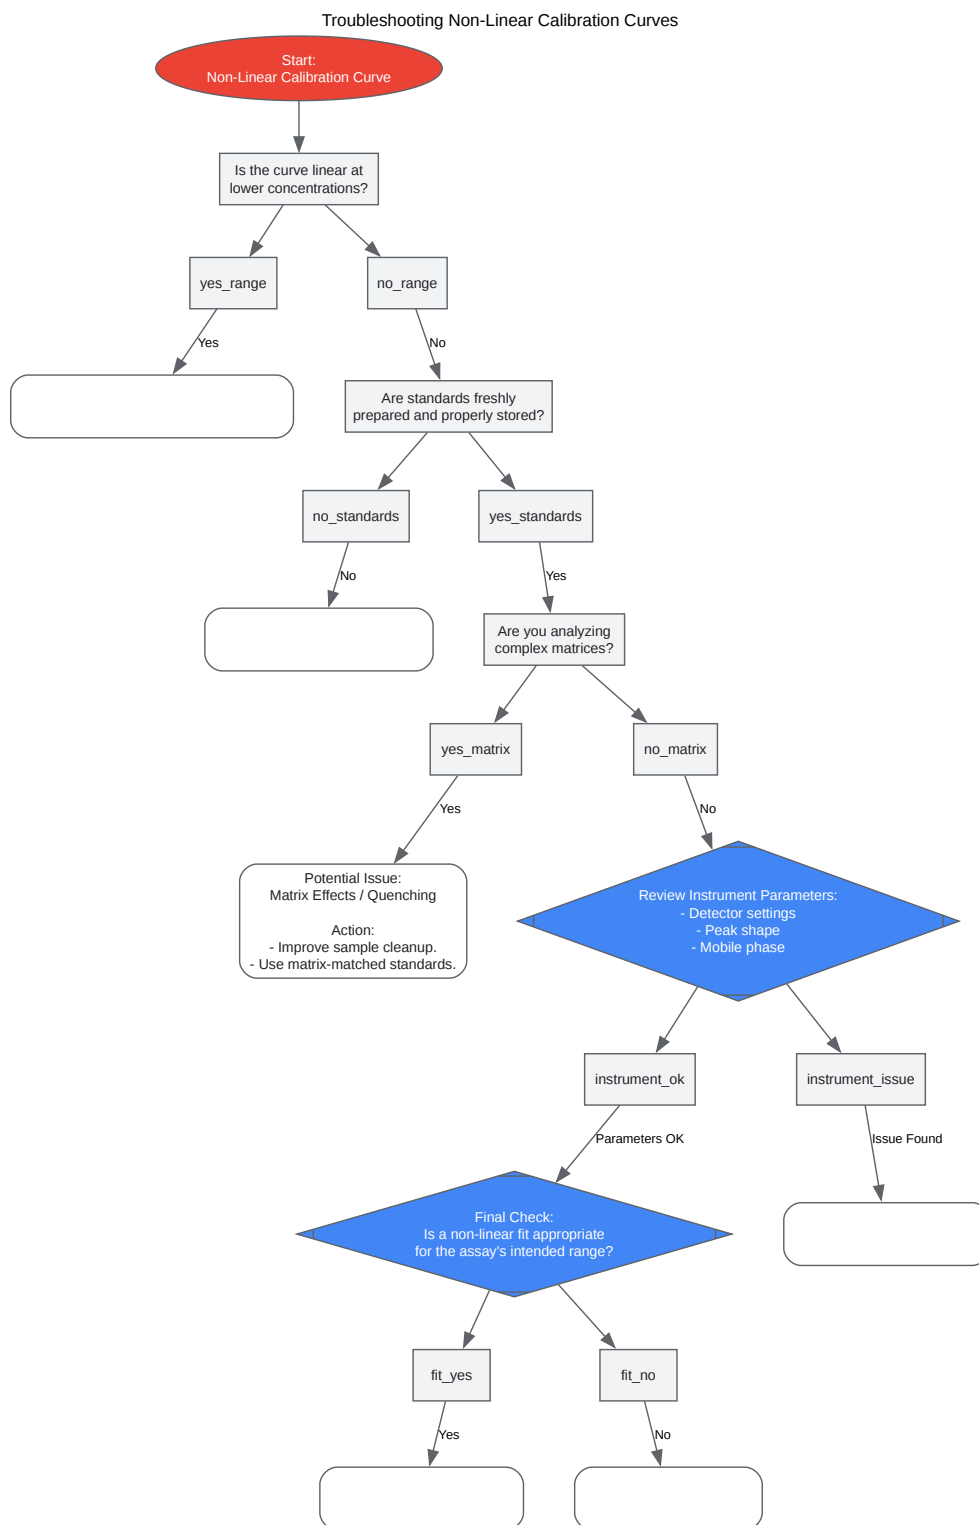 Troubleshooting Non-Linear Calibration Curves
Start:
Non-Linear Calibration Curve
Is the curve linear at
lower concentrations?
yes_range
no_range
Yes
No
Are standards freshly
prepared and properly stored?
no_standards
yes_standards
No
Yes
Are you analyzing
complex matrices?
yes_matrix
no_matrix
Yes
No
Potential Issue:
Matrix Effects / Quenching
Action:
- Improve sample cleanup.
- Use matrix-matched standards.
Review Instrument Parameters:
- Detector settings
- Peak shape
- Mobile phase
instrument_ok
instrument_issue
Parameters OK
Issue Found
Final Check:
Is a non-linear fit appropriate
for the assay's intended range?
fit_yes
fit_no
Yes
No